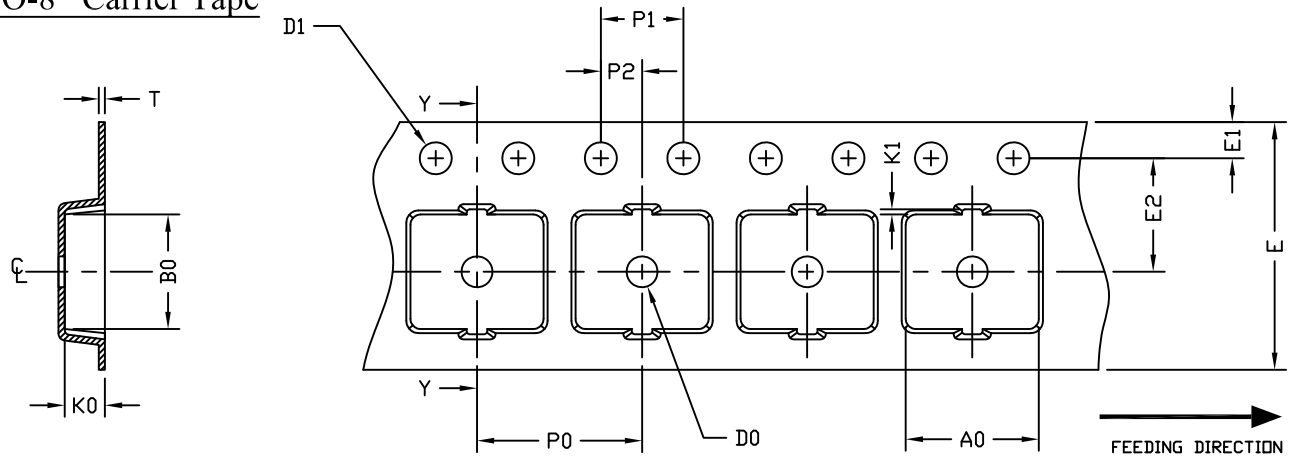 O-8 Carrier Tape
D1
P1
P2
T
Y
K1
E1
E2
E
B0
℄
Y
K0
P0
D0
A0
FEEDING DIRECTION